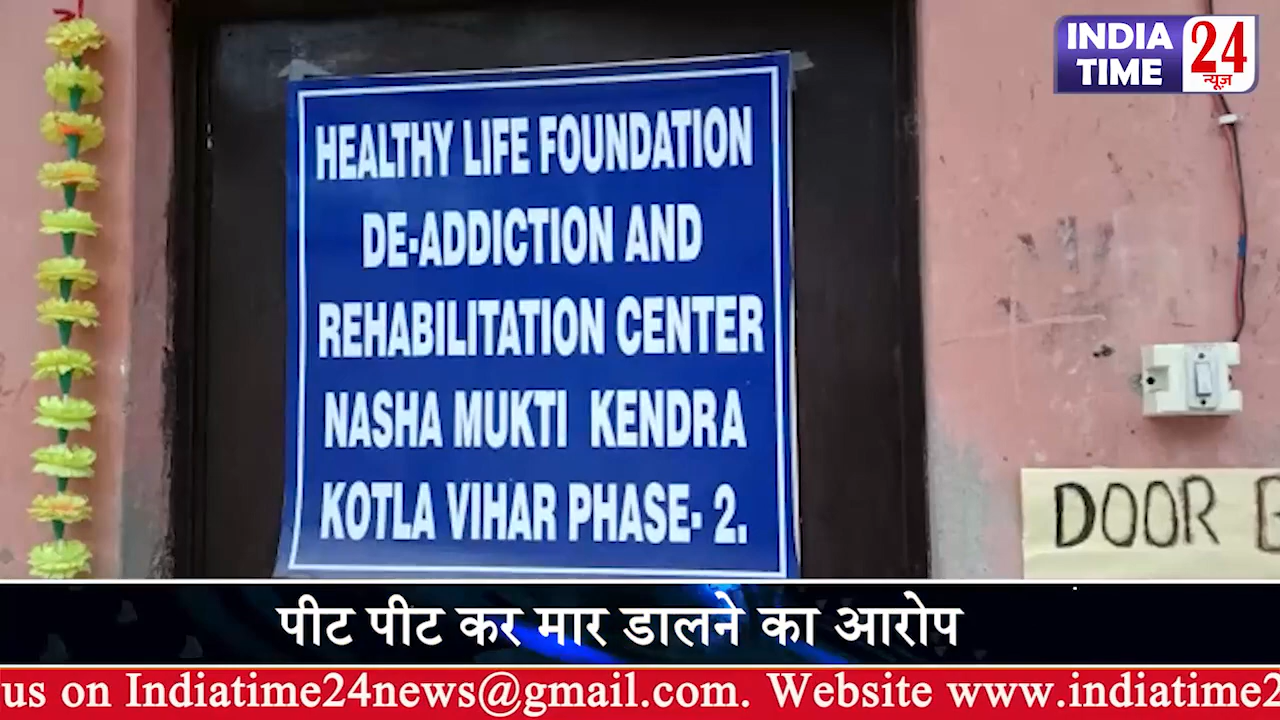 INDIA
TIME
24
न्यूज़
HEALTHY LIFE FOUNDATION
DE-ADDICTION AND
REHABILITATION CENTER
NASHA MUKTI KENDRA
KOTLA VIHAR PHASE- 2.
DOOR
पीट पीट कर मार डालने का आरोप
us on Indiatime24news@gmail.com. Website www.indiatime2